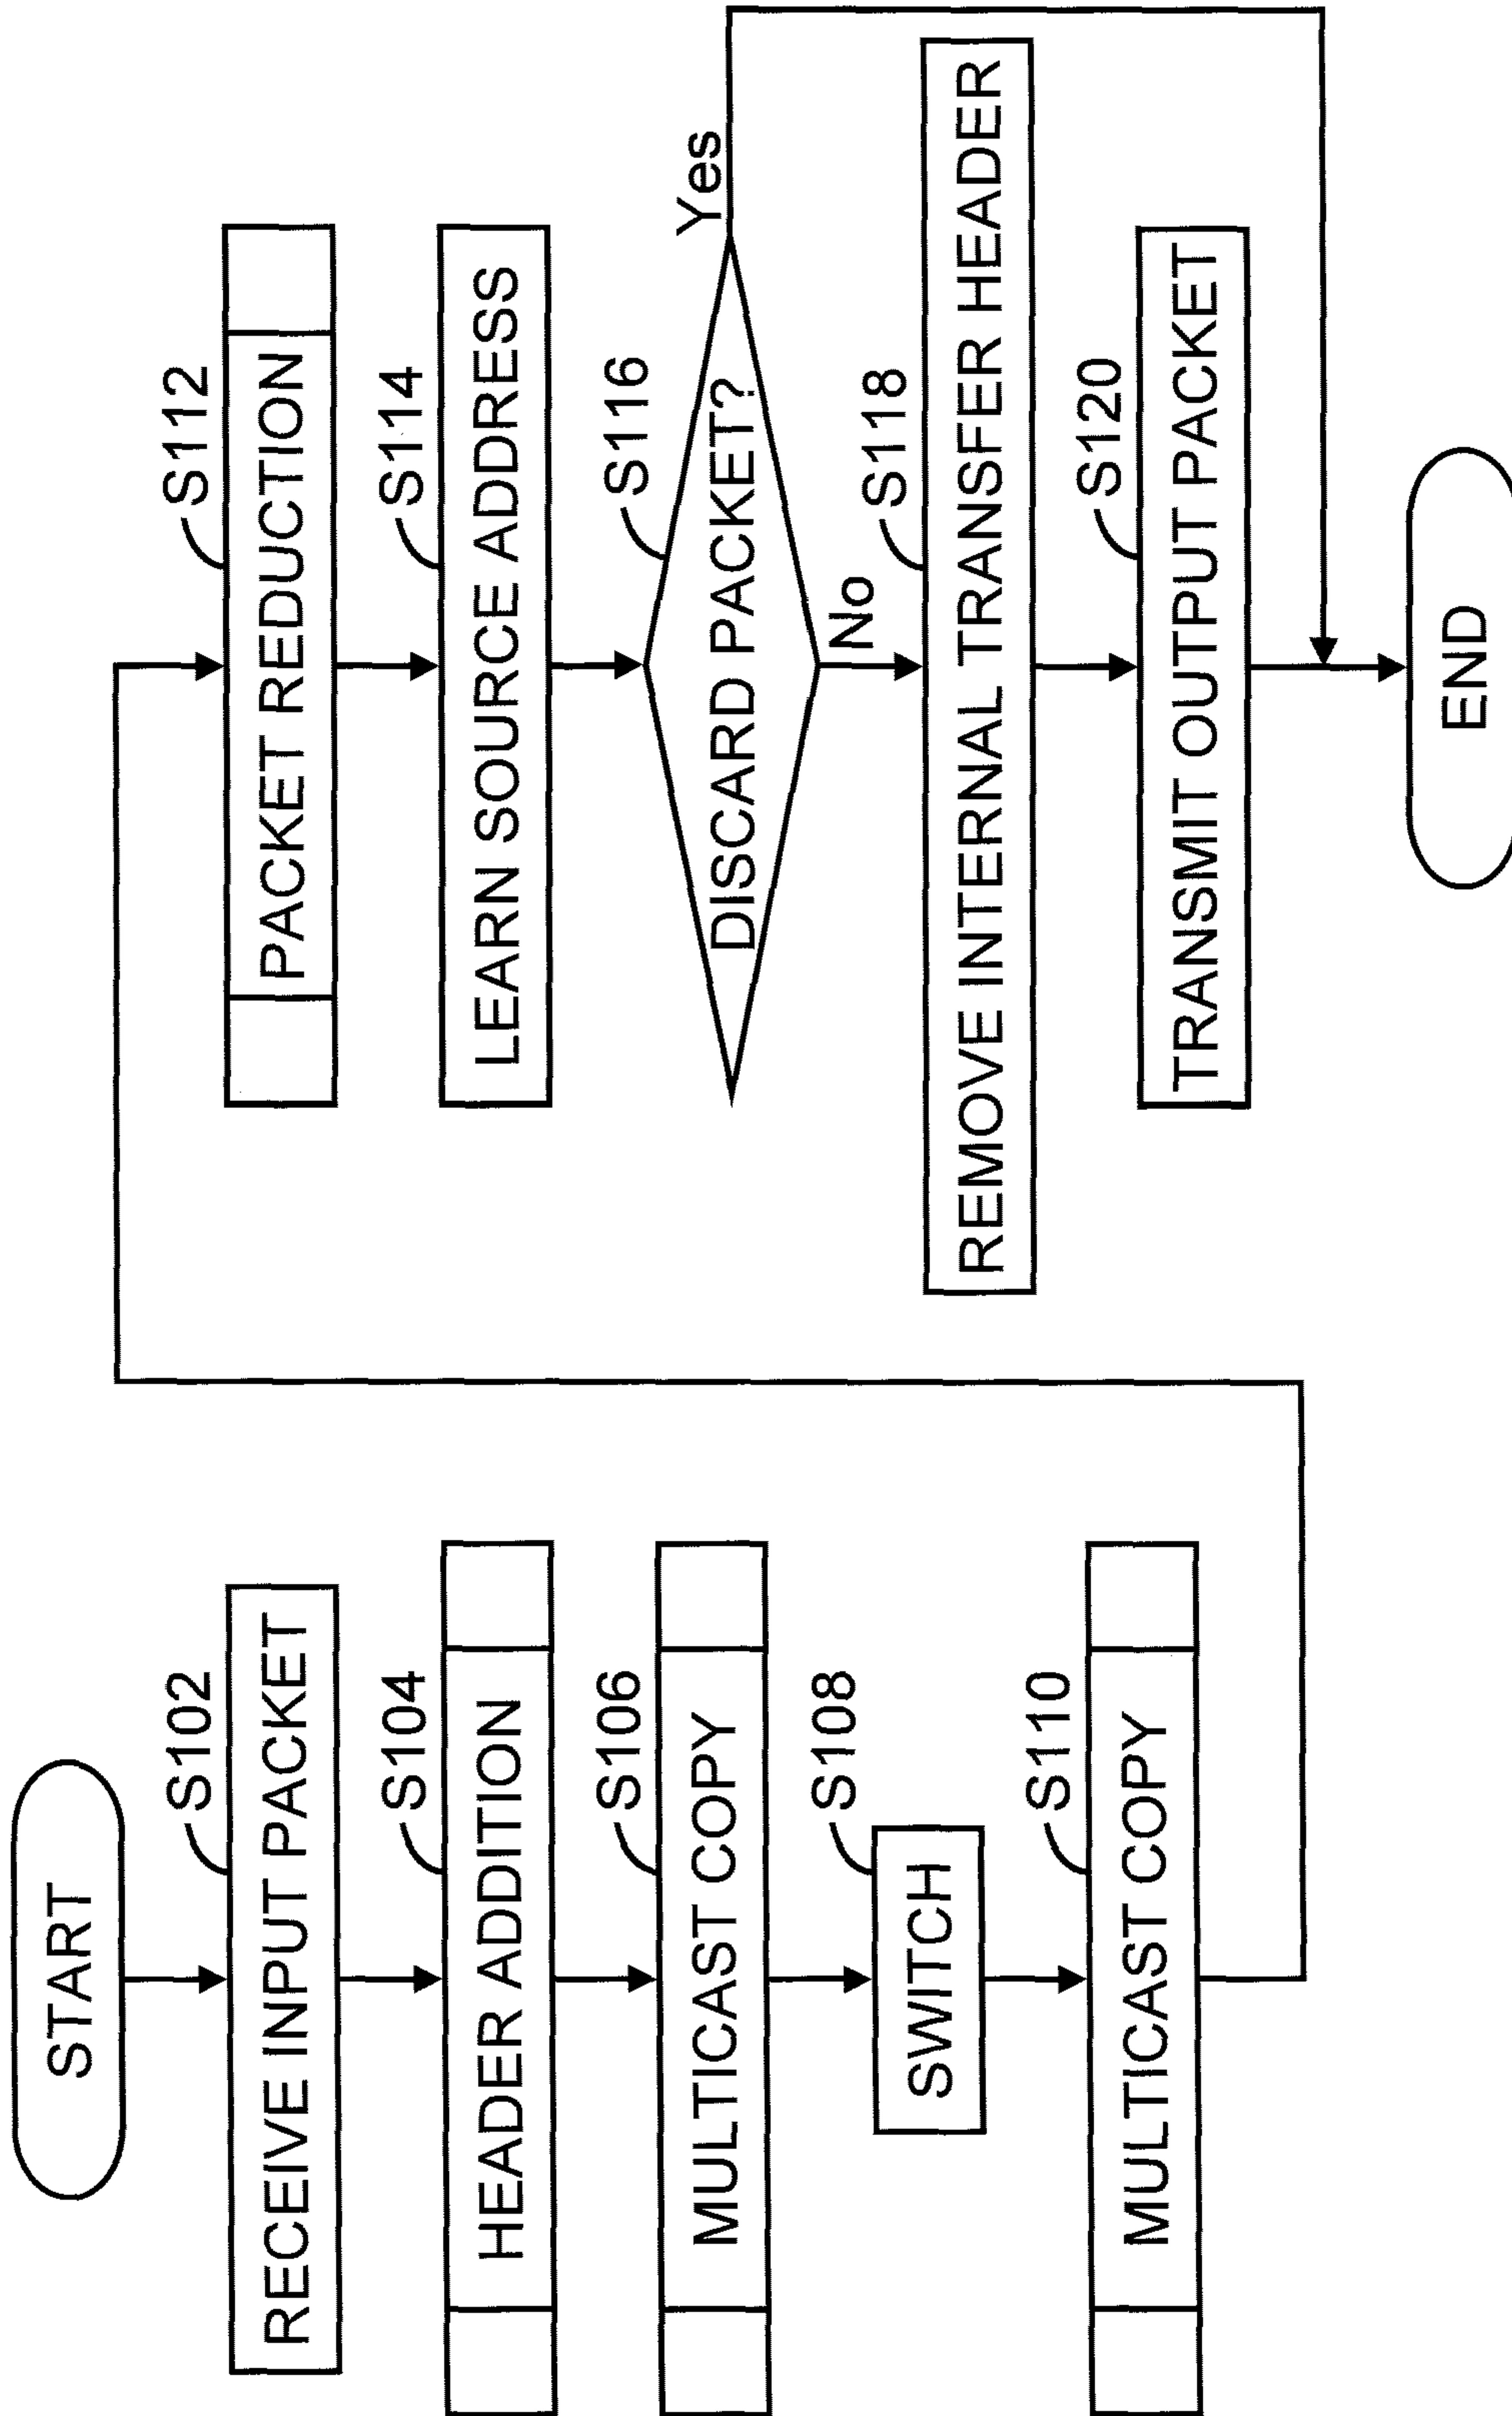 START
S102
RECEIVE INPUT PACKET
S104
HEADER ADDITION
S106
MULTICAST COPY
S108
SWITCH
S110
MULTICAST COPY
S112
PACKET REDUCTION
S114
LEARN SOURCE ADDRESS
S116
DISCARD PACKET?
Yes
No
S118
REMOVE INTERNAL TRANSFER HEADER
S120
TRANSMIT OUTPUT PACKET
END